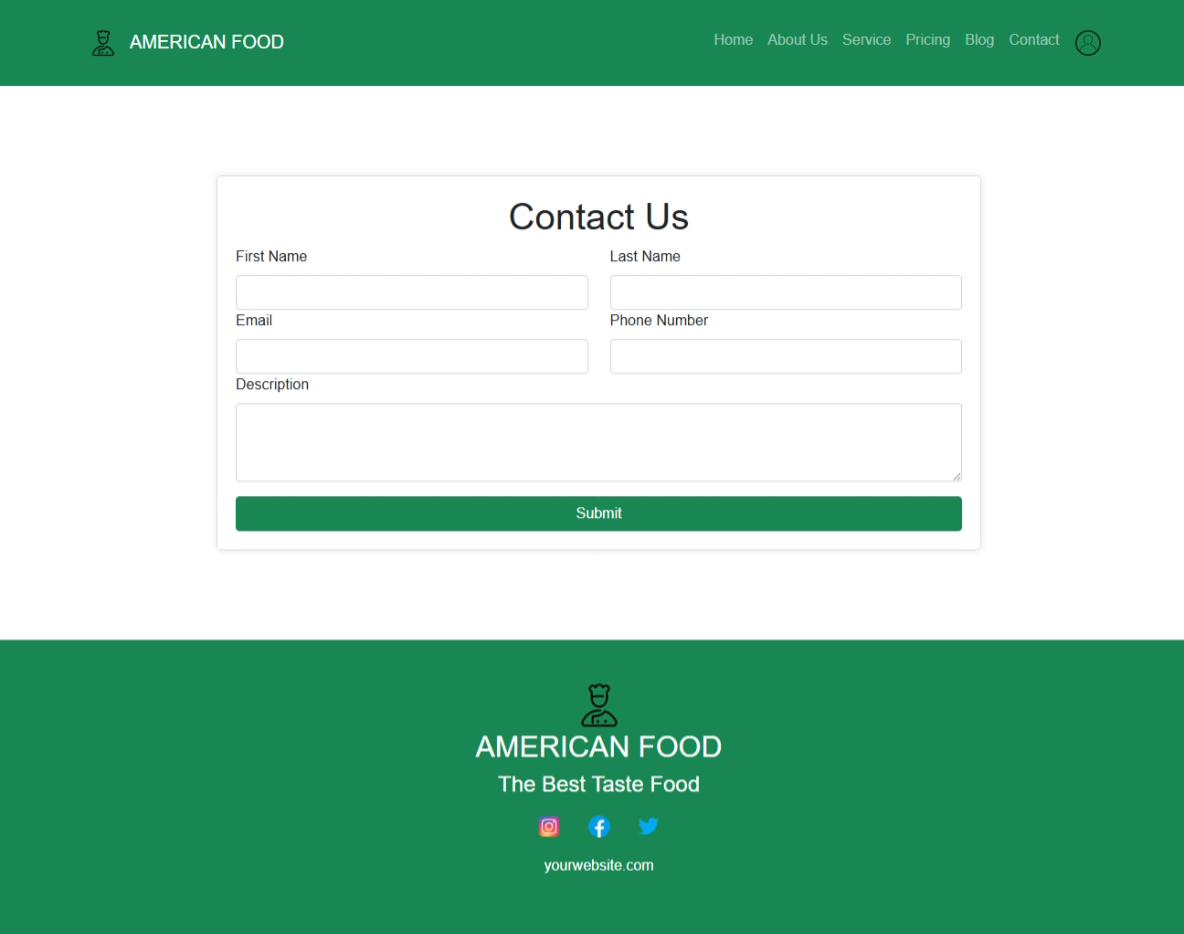 AMERICAN FOOD
Home About Us Service Pricing Blog Contact
Contact Us
First Name Last Name
Email Phone Number
Description
Submit
AMERICAN FOOD
The Best Taste Food
yourwebsite.com